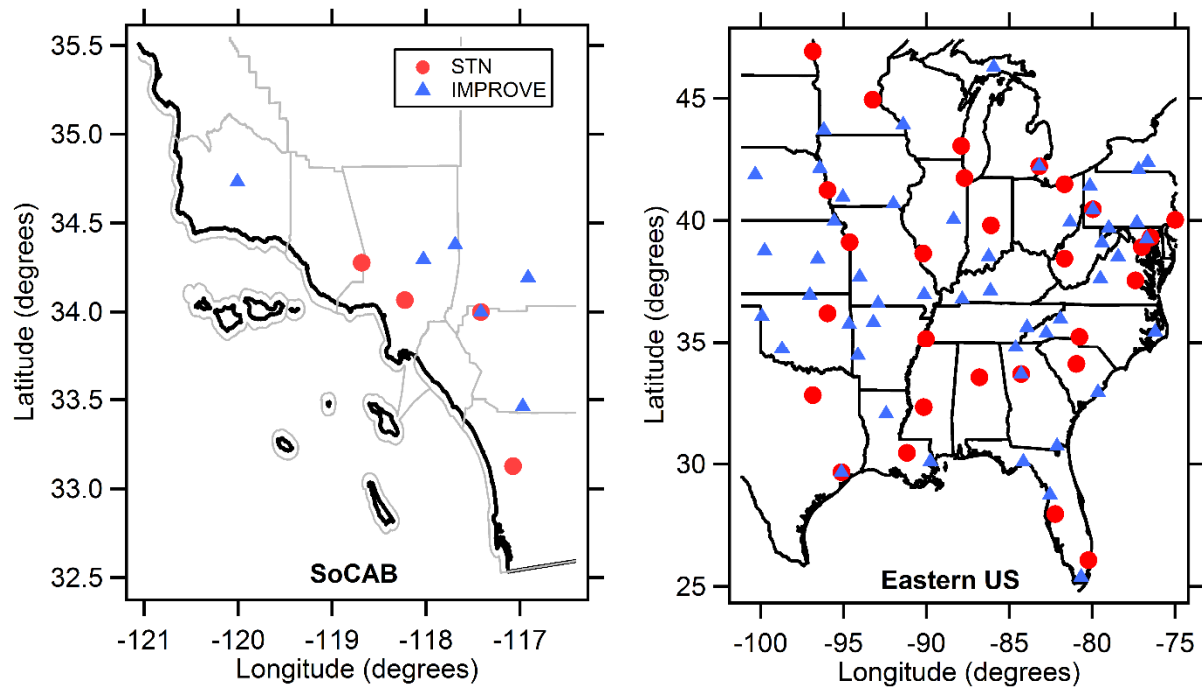 35.5
35.0
34.5
34.0
33.5
33.0
32.5
Latitude (degrees)
STN
IMPROVE
SoCAB
-121 -120 -119 -118 -117
Longitude (degrees)
45
40
35
30
25
Latitude (degrees)
Eastern US
-100 -95 -90 -85 -80 -75
Longitude (degrees)